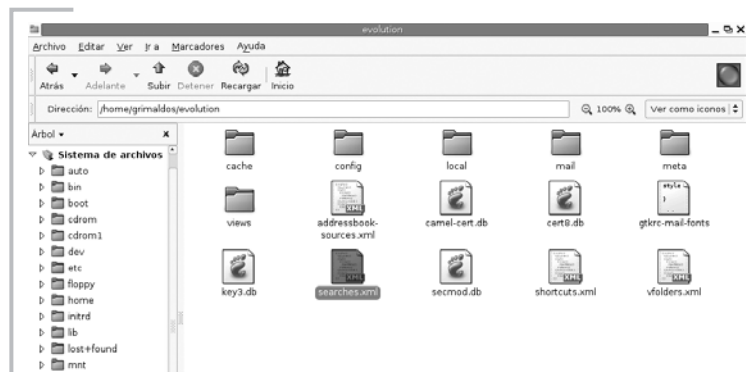 evolution
Archivo Editar Ver Ir a Marcadores Ayuda
Atrás Adelante Subir Detener Recargar Inicio
Dirección: /home/grimaldos/evolution 100% Ver como iconos
Árbol
Sistema de archivos
auto
bin
boot
cdrom
cdrom1
dev
etc
floppy
home
initrd
lib
lost+found
mnt
cache config local mail meta
views addressbook-sources.xml camel-cert.db cert8.db gtkrc-mail-fonts
key3.db searches.xml secmod.db shortcuts.xml vfolders.xml